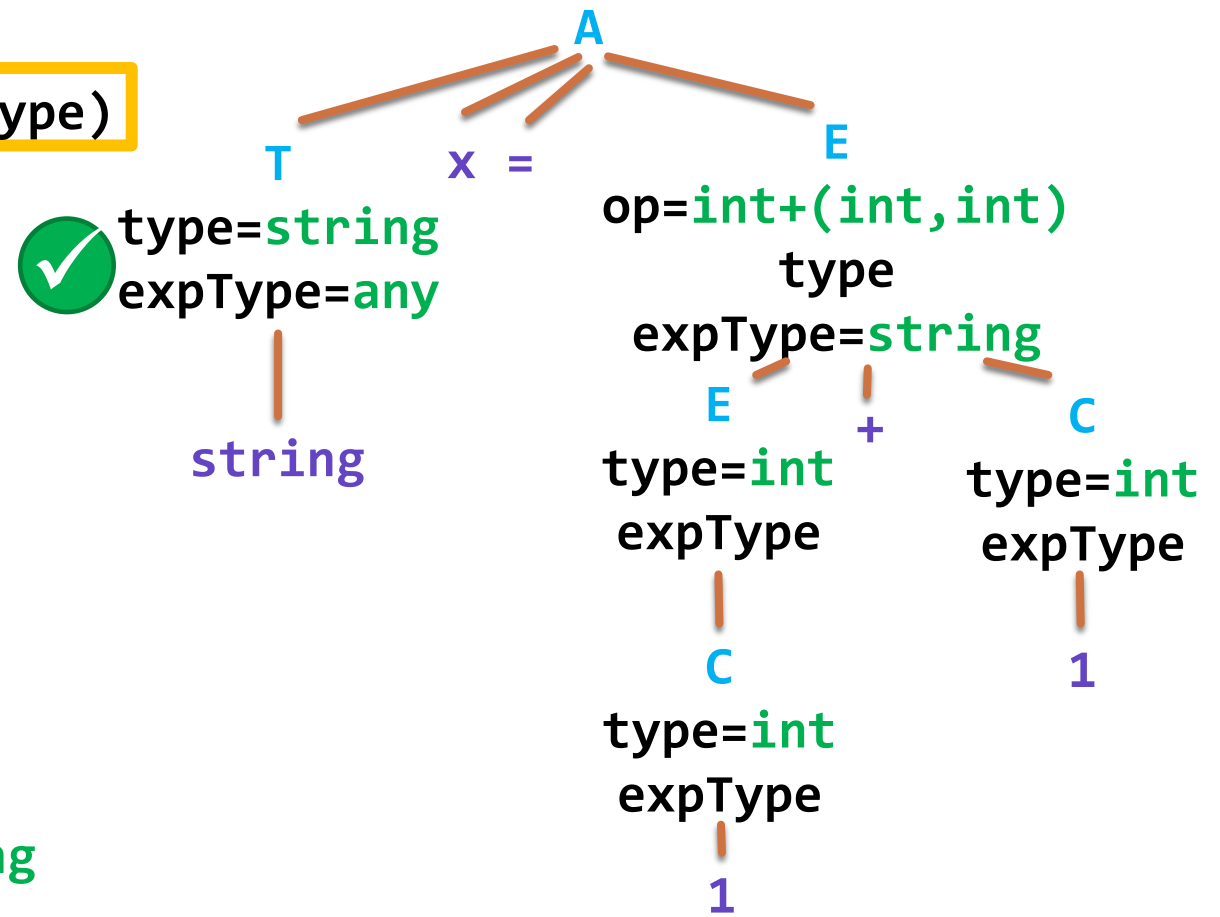 A
ype)
T
x =
E
type=string
expType=any
op=int+(int,int)
type
expType=string
string
E
+
C
type=int
expType
type=int
expType
C
1
type=int
expType
ng
1